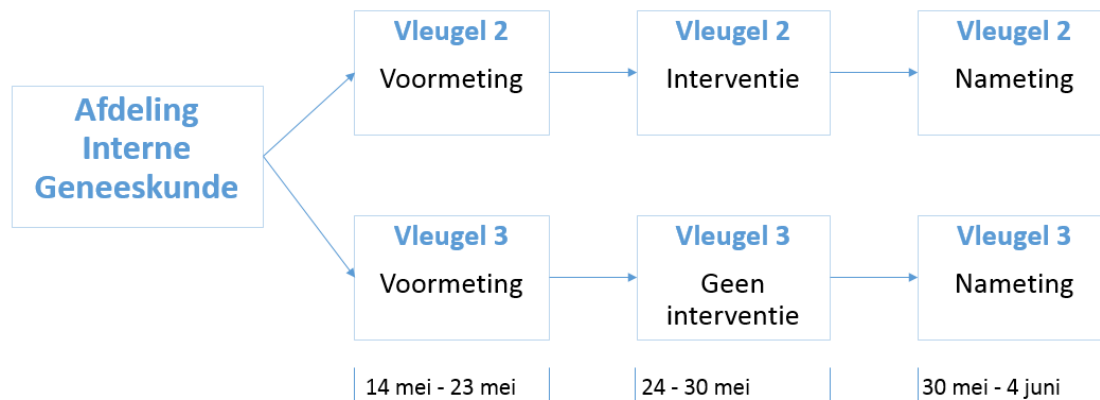 Afdeling
Interne
Geneeskunde
Vleugel 2
Voormeting
Vleugel 2
Interventie
Vleugel 2
Nameting
Vleugel 3
Voormeting
Vleugel 3
Geen
interventie
Vleugel 3
Nameting
14 mei - 23 mei
24 - 30 mei
30 mei - 4 juni